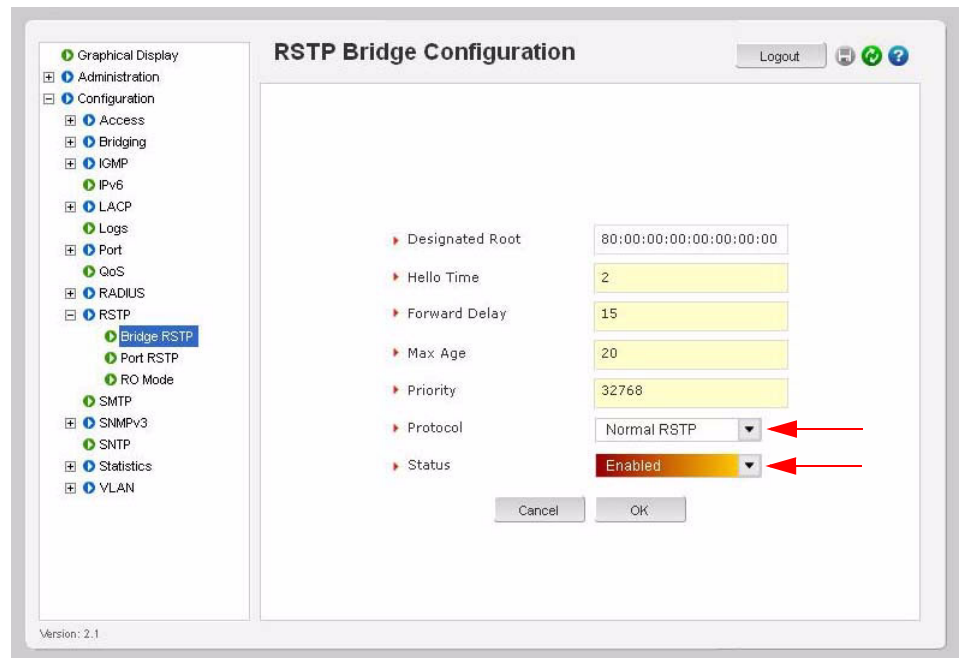 RSTP Bridge Configuration
Logout
Graphical Display
Administration
Configuration
Access
Bridging
IGMP
IPv6
LACP
Logs
Port
QoS
RADIUS
RSTP
Bridge RSTP
Port RSTP
RO Mode
SMTP
SNMPv3
SNTP
Statistics
VLAN
Designated Root 80:00:00:00:00:00:00:00
Hello Time 2
Forward Delay 15
Max Age 20
Priority 32768
Protocol Normal RSTP
Status Enabled
Cancel OK
Version: 2.1